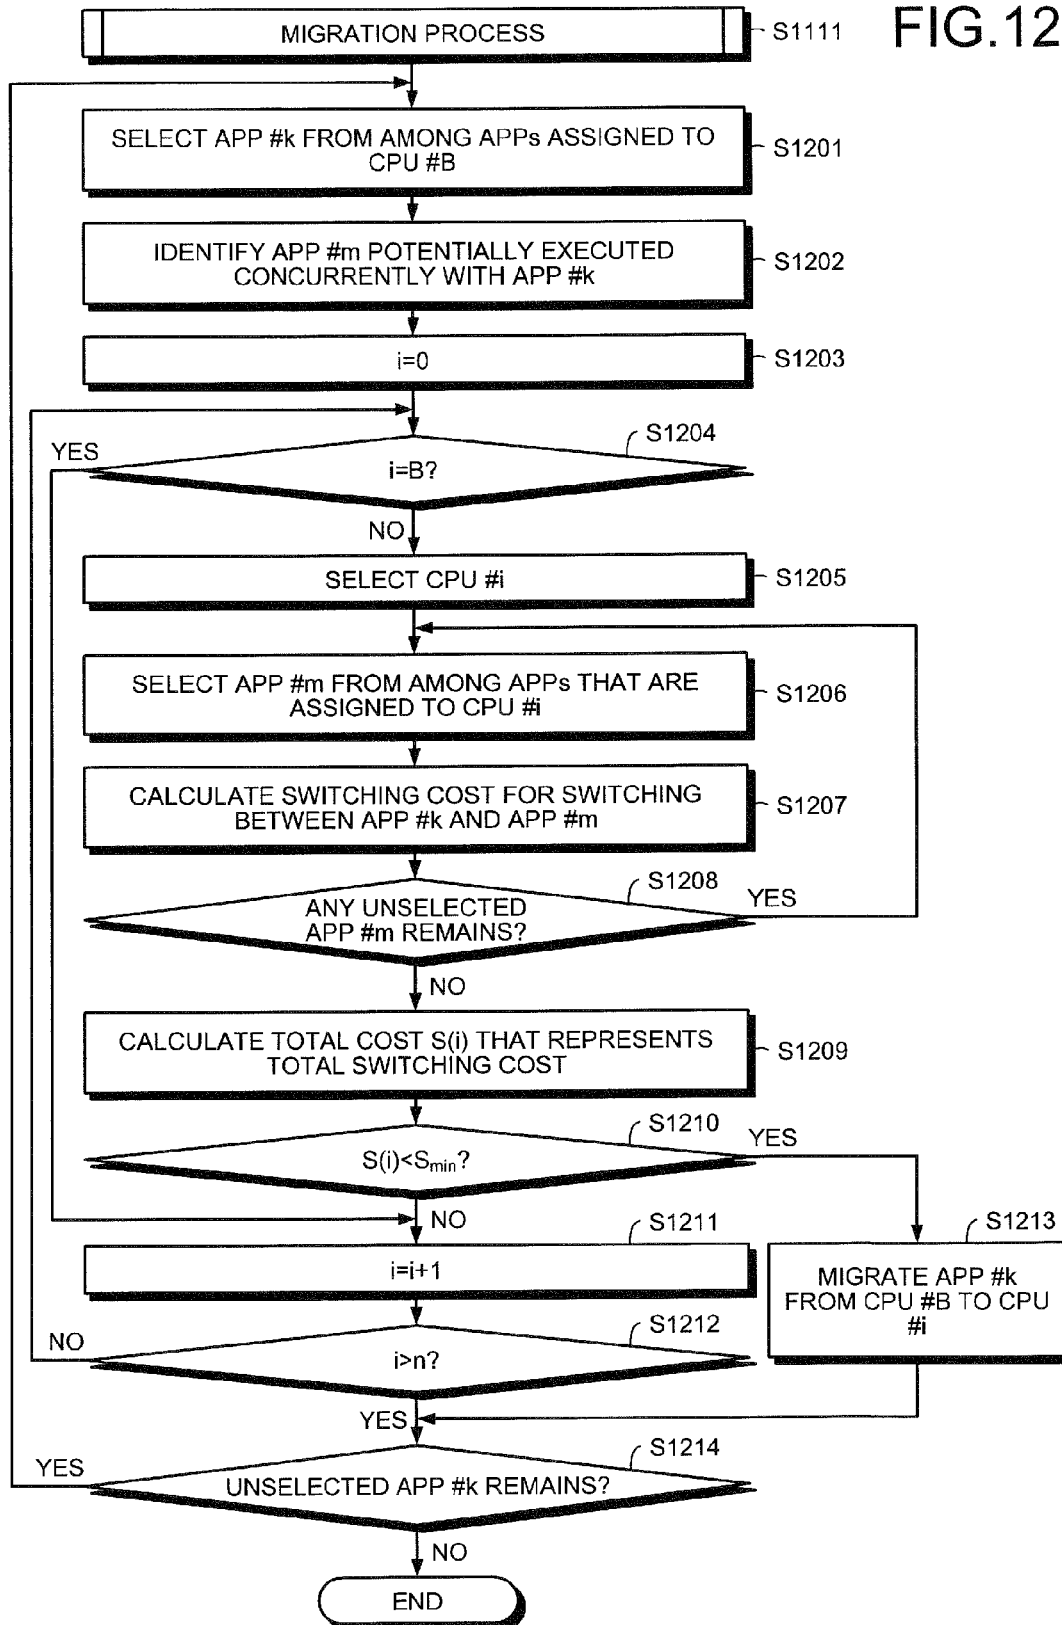 FIG.12
MIGRATION PROCESS
S1111
SELECT APP #k FROM AMONG APPs ASSIGNED TO
CPU #B
S1201
IDENTIFY APP #m POTENTIALLY EXECUTED
CONCURRENTLY WITH APP #k
S1202
i=0
S1203
S1204
YES
i=B?
NO
SELECT CPU #i
S1205
SELECT APP #m FROM AMONG APPs THAT ARE
ASSIGNED TO CPU #i
S1206
CALCULATE SWITCHING COST FOR SWITCHING
BETWEEN APP #k AND APP #m
S1207
S1208
YES
ANY UNSELECTED
APP #m REMAINS?
NO
CALCULATE TOTAL COST S(i) THAT REPRESENTS
TOTAL SWITCHING COST
S1209
S1210
YES
S(i)<Smin?
NO
S1211
i=i+1
S1213
MIGRATE APP #k
FROM CPU #B TO CPU
#i
S1212
NO
i>n?
YES
S1214
YES
UNSELECTED APP #k REMAINS?
NO
END